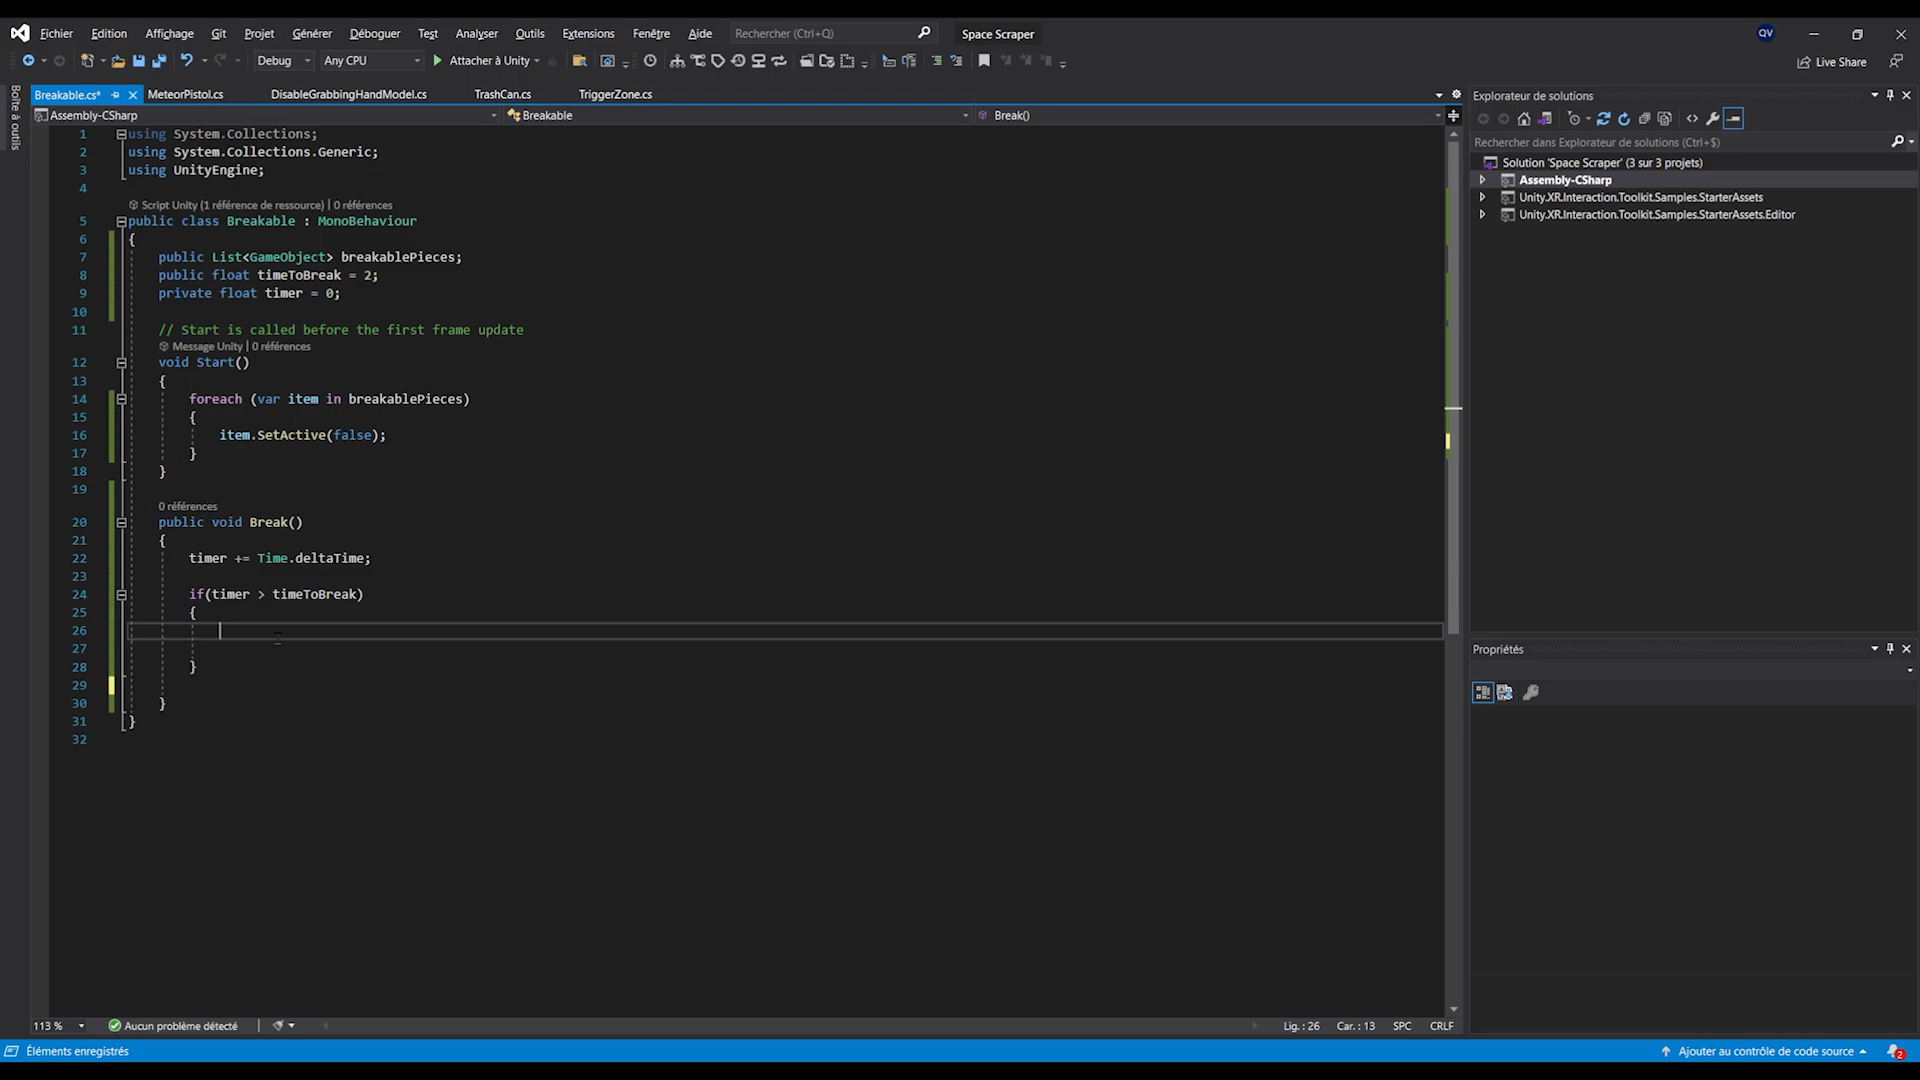 Fichier Edition Affichage Git Projet Générer Déboguer Test Analyser Outils Extensions Fenêtre Aide Rechercher (Ctrl+Q) Space Scraper QV
Debug Any CPU Attacher à Unity Live Share
Boîte à outils
Breakable.cs* MeteorPistol.cs DisableGrabbingHandModel.cs TrashCan.cs TriggerZone.cs
Assembly-CSharp Breakable Break()
1 using System.Collections;
2 using System.Collections.Generic;
3 using UnityEngine;
4
Script Unity (1 référence de ressource) | 0 références
5 public class Breakable : MonoBehaviour
6 {
7 public List<GameObject> breakablePieces;
8 public float timeToBreak = 2;
9 private float timer = 0;
10
11 // Start is called before the first frame update
Message Unity | 0 références
12 void Start()
13 {
14 foreach (var item in breakablePieces)
15 {
16 item.SetActive(false);
17 }
18 }
19
0 références
20 public void Break()
21 {
22 timer += Time.deltaTime;
23
24 if(timer > timeToBreak)
25 {
26
27
28 }
29
30 }
31 }
32
113 % Aucun problème détecté Lig. : 26 Car. : 13 SPC CRLF
Explorateur de solutions
Rechercher dans Explorateur de solutions (Ctrl+$)
Solution 'Space Scraper' (3 sur 3 projets)
Assembly-CSharp
Unity.XR.Interaction.Toolkit.Samples.StarterAssets
Unity.XR.Interaction.Toolkit.Samples.StarterAssets.Editor
Propriétés
Éléments enregistrés Ajouter au contrôle de code source 2